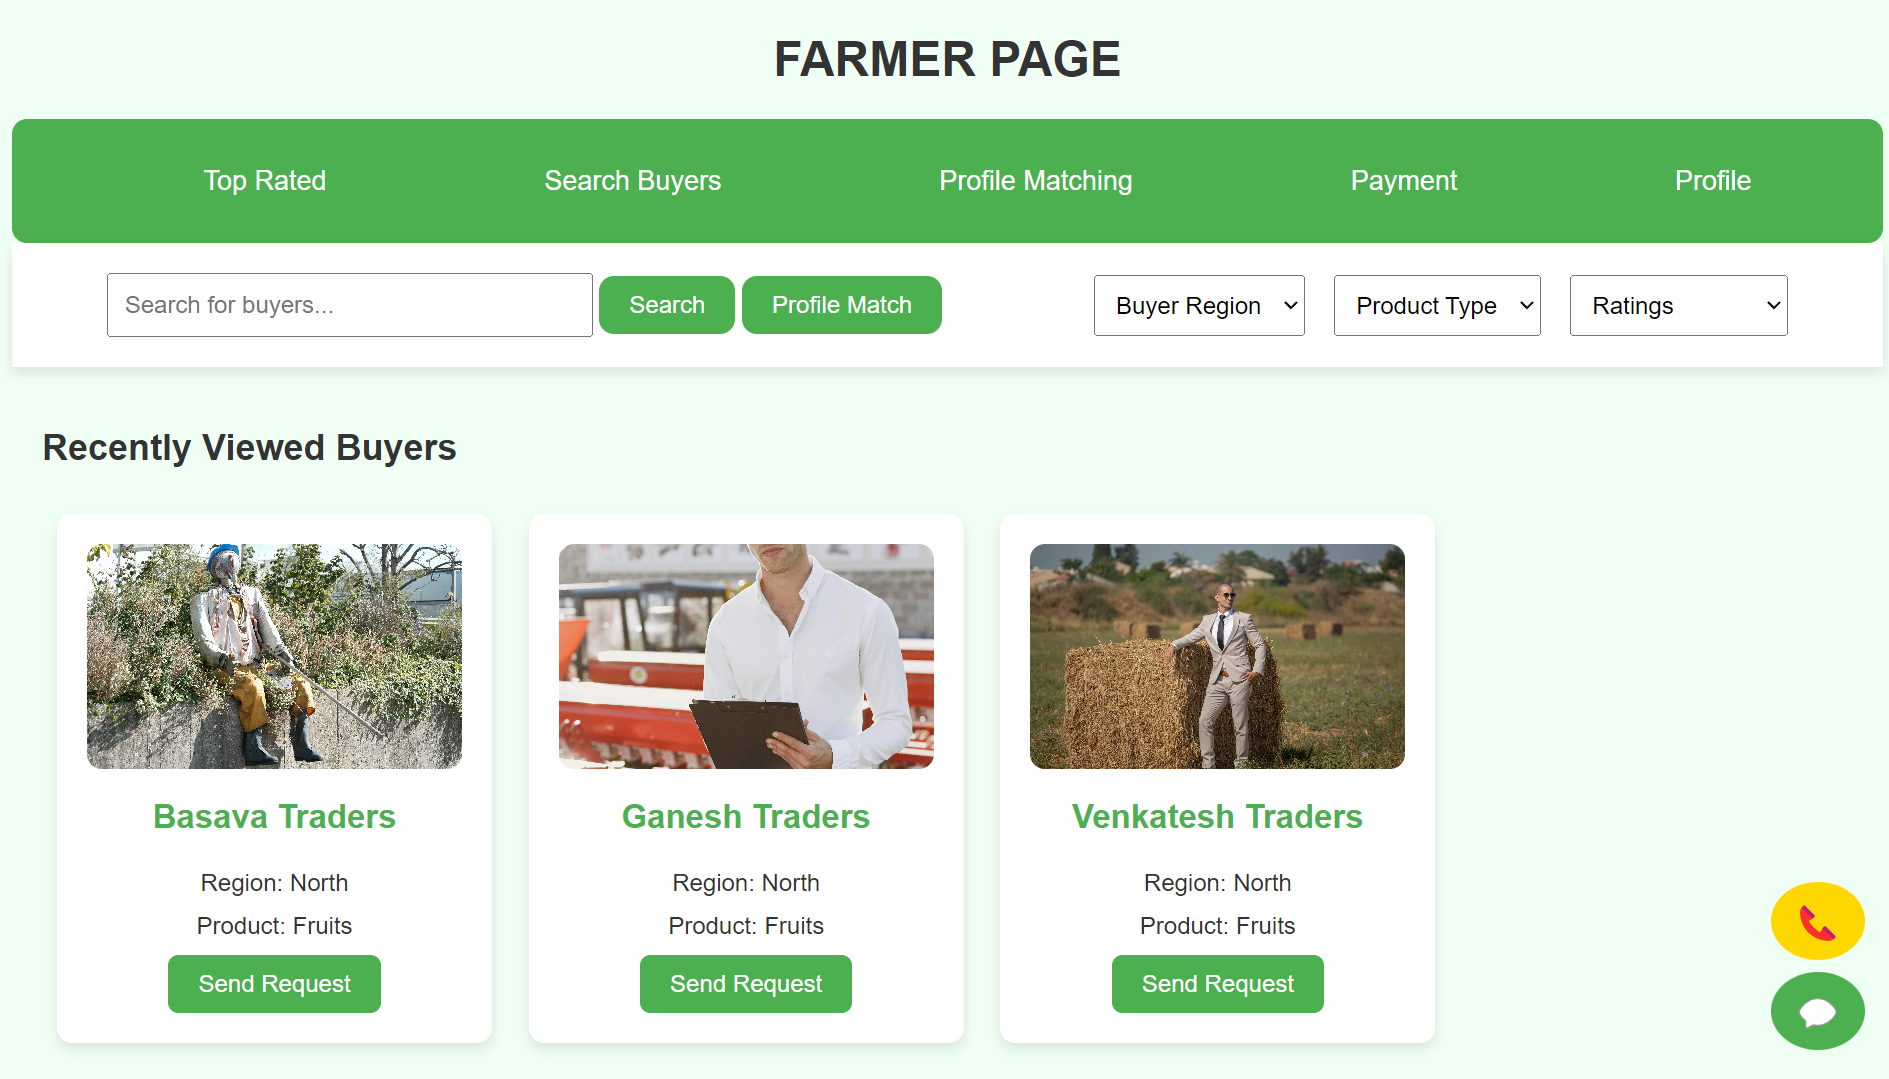 FARMER PAGE
Top Rated Search Buyers Profile Matching Payment Profile
Search for buyers... Search Profile Match Buyer Region Product Type Ratings
Recently Viewed Buyers
Basava Traders
Region: North
Product: Fruits
Send Request
Ganesh Traders
Region: North
Product: Fruits
Send Request
Venkatesh Traders
Region: North
Product: Fruits
Send Request